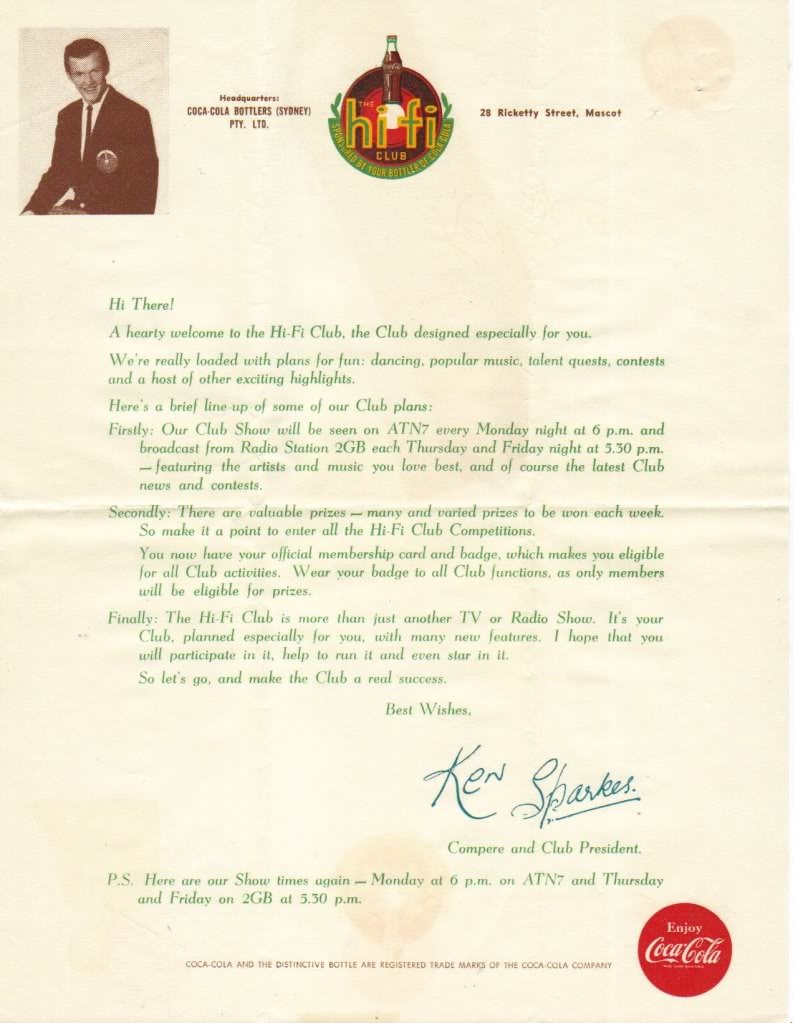 Headquarters:
COCA-COLA BOTTLERS (SYDNEY)
PTY. LTD.
THE
hi-fi
CLUB
SPONSORED BY YOUR BOTTLER OF COCA-COLA
28 Ricketty Street, Mascot
Hi There!
A hearty welcome to the Hi-Fi Club, the Club designed especially for you.
We're really loaded with plans for fun: dancing, popular music, talent quests, contests
and a host of other exciting highlights.
Here's a brief line-up of some of our Club plans:
Firstly: Our Club Show will be seen on ATN7 every Monday night at 6 p.m. and
broadcast from Radio Station 2GB each Thursday and Friday night at 5.30 p.m.
— featuring the artists and music you love best, and of course the latest Club
news and contests.
Secondly: There are valuable prizes — many and varied prizes to be won each week.
So make it a point to enter all the Hi-Fi Club Competitions.
You now have your official membership card and badge, which makes you eligible
for all Club activities. Wear your badge to all Club functions, as only members
will be eligible for prizes.
Finally: The Hi-Fi Club is more than just another TV or Radio Show. It's your
Club, planned especially for you, with many new features. I hope that you
will participate in it, help to run it and even star in it.
So let's go, and make the Club a real success.
Best Wishes,
Ken Sparkes.
Compere and Club President.
P.S. Here are our Show times again — Monday at 6 p.m. on ATN7 and Thursday
and Friday on 2GB at 5.30 p.m.
Enjoy
Coca-Cola
COCA-COLA AND THE DISTINCTIVE BOTTLE ARE REGISTERED TRADE MARKS OF THE COCA-COLA COMPANY